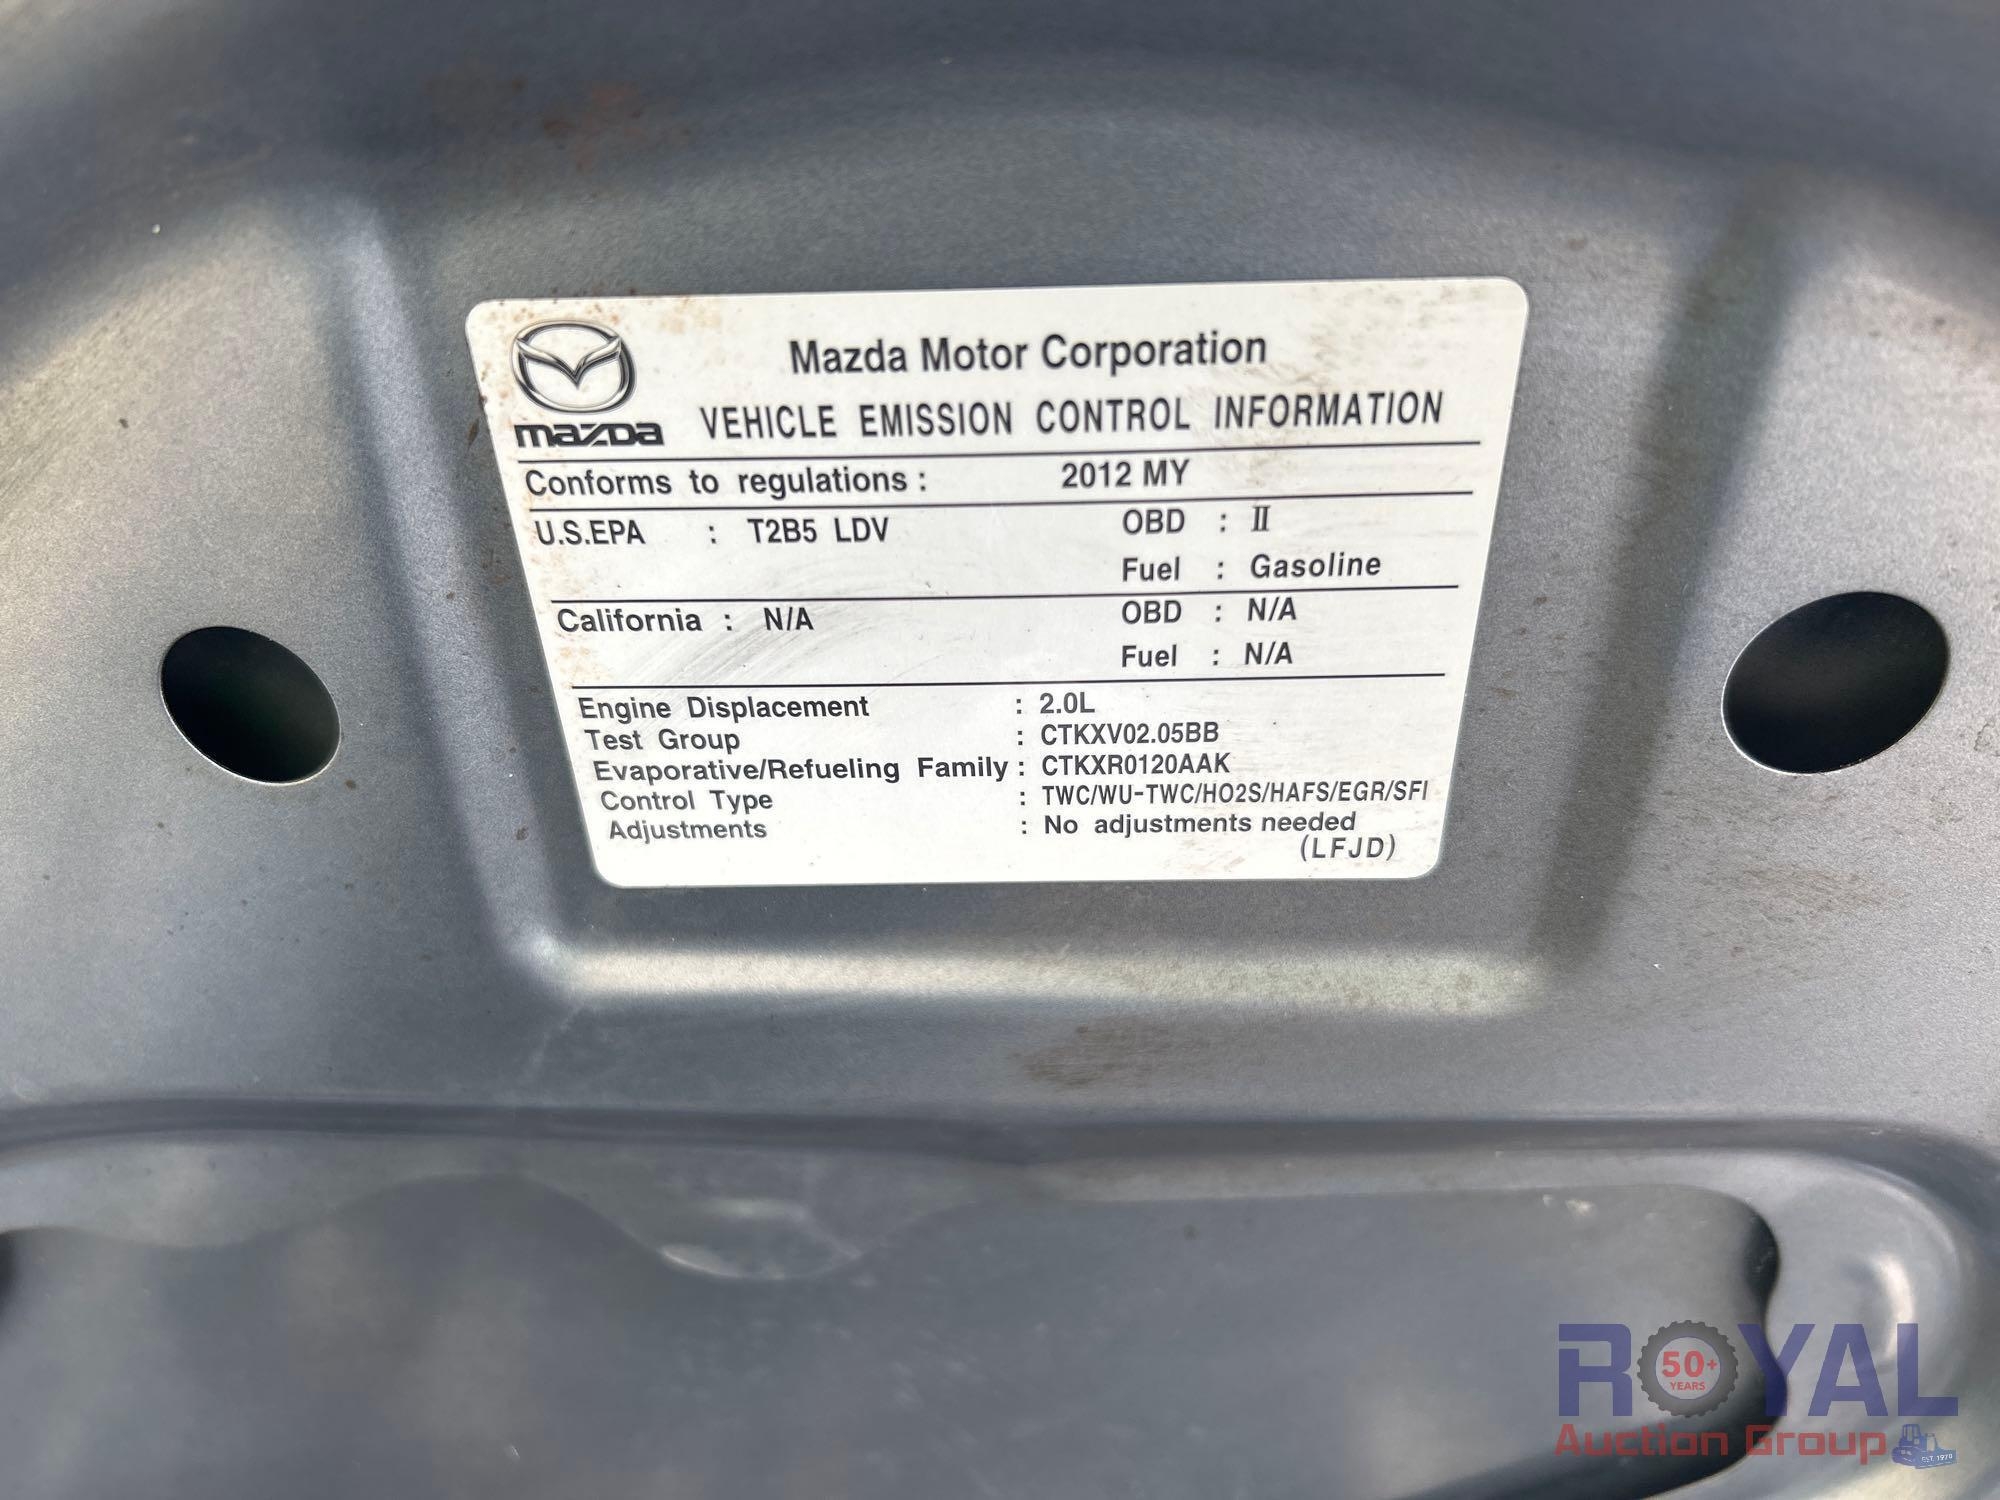 Mazda Motor Corporation
mazda VEHICLE EMISSION CONTROL INFORMATION
Conforms to regulations : 2012 MY
U.S.EPA : T2B5 LDV OBD : II
Fuel : Gasoline
California : N/A OBD : N/A
Fuel : N/A
Engine Displacement : 2.0L
Test Group : CTKXV02.05BB
Evaporative/Refueling Family : CTKXR0120AAK
Control Type : TWC/WU-TWC/HO2S/HAFS/EGR/SFI
Adjustments : No adjustments needed
(LFJD)
ROYAL
50+
YEARS
Auction Group
EST. 1970